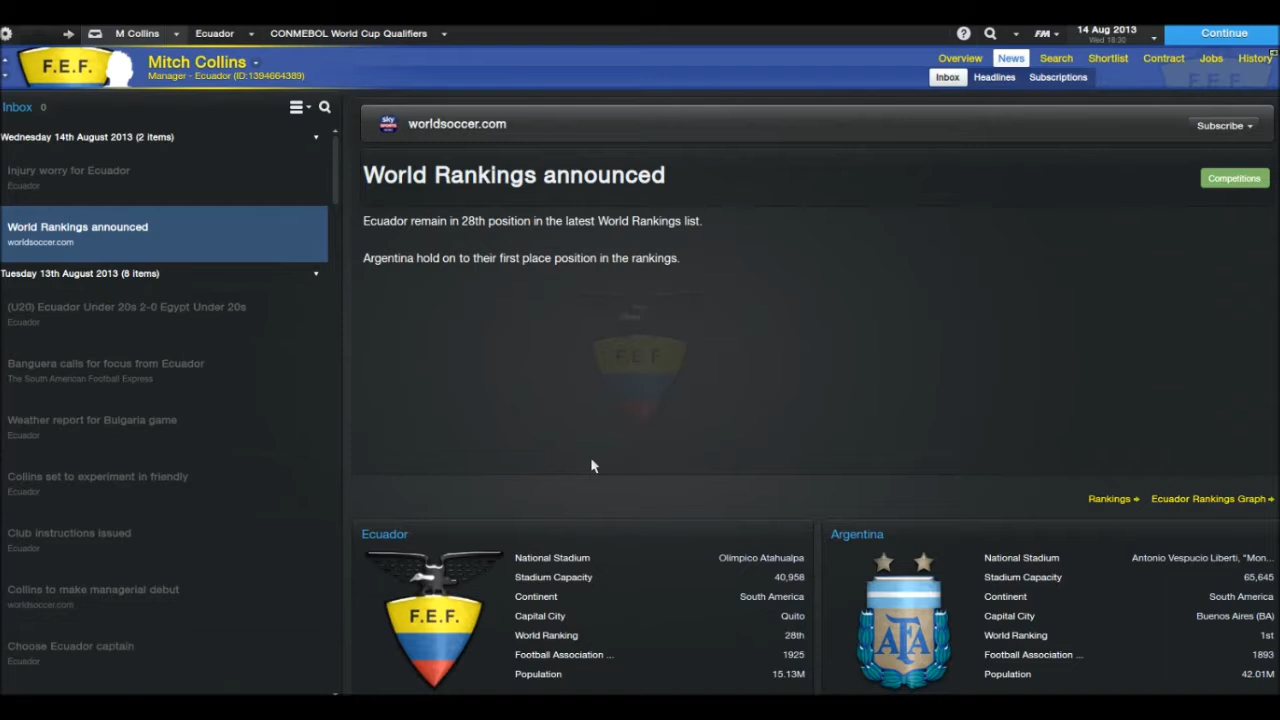 M Collins
Ecuador
CONMEBOL World Cup Qualifiers
FM
14 Aug 2013
Wed 18:30
Continue
F.E.F.
Mitch Collins
Manager - Ecuador (ID:1394664389)
Overview
News
Search
Shortlist
Contract
Jobs
History
Inbox
Headlines
Subscriptions
Inbox 0
Wednesday 14th August 2013 (2 items)
Injury worry for Ecuador
Ecuador
World Rankings announced
worldsoccer.com
Tuesday 13th August 2013 (8 items)
(U20) Ecuador Under 20s 2-0 Egypt Under 20s
Ecuador
Banguera calls for focus from Ecuador
The South American Football Express
Weather report for Bulgaria game
Ecuador
Collins set to experiment in friendly
Ecuador
Club instructions issued
Ecuador
Collins to make managerial debut
worldsoccer.com
Choose Ecuador captain
Ecuador
sky SPORTS
worldsoccer.com
Subscribe
World Rankings announced
Competitions
Ecuador remain in 28th position in the latest World Rankings list.
Argentina hold on to their first place position in the rankings.
F.E.F
Rankings
Ecuador Rankings Graph
Ecuador
F.E.F.
National Stadium Olímpico Atahualpa
Stadium Capacity 40,958
Continent South America
Capital City Quito
World Ranking 28th
Football Association ... 1925
Population 15.13M
Argentina
AFA
National Stadium Antonio Vespucio Liberti, "Mon...
Stadium Capacity 65,645
Continent South America
Capital City Buenos Aires (BA)
World Ranking 1st
Football Association ... 1893
Population 42.01M